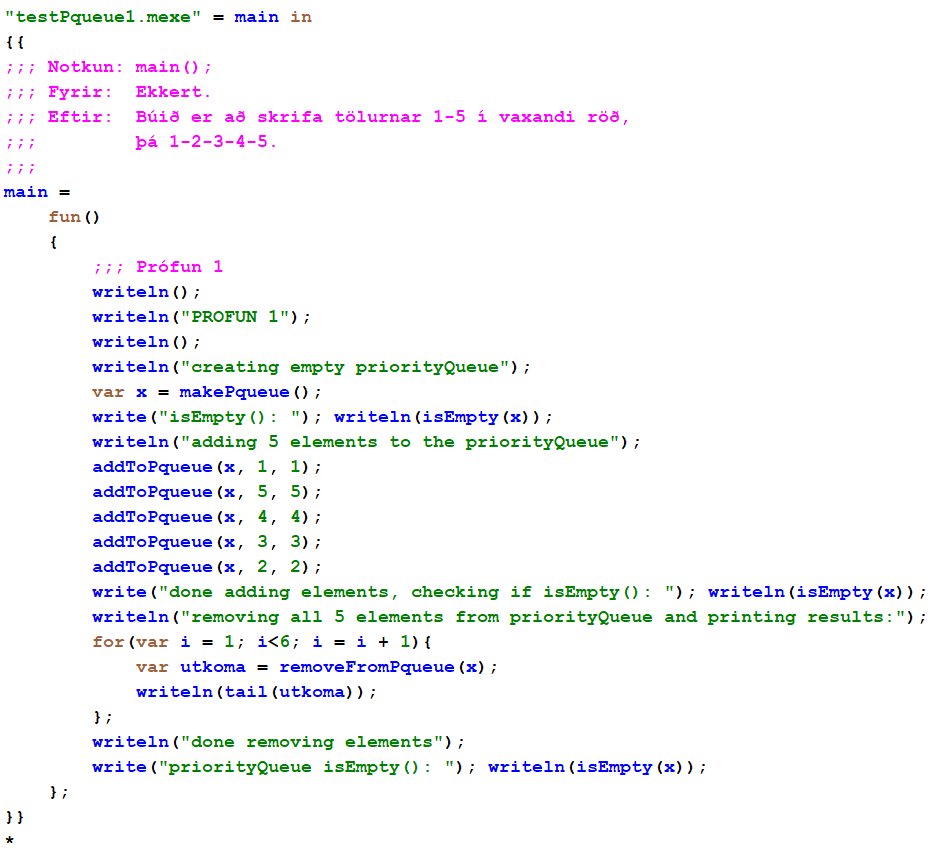 "testPqueue1.mexe" = main in
{{
;;; Notkun: main();
;;; Fyrir:  Ekkert.
;;; Eftir:  Búið er að skrifa tölurnar 1-5 í vaxandi röð,
;;;         þá 1-2-3-4-5.
;;;
main =
    fun()
    {
        ;;; Prófun 1
        writeln();
        writeln("PROFUN 1");
        writeln();
        writeln("creating empty priorityQueue");
        var x = makePqueue();
        write("isEmpty(): "); writeln(isEmpty(x));
        writeln("adding 5 elements to the priorityQueue");
        addToPqueue(x, 1, 1);
        addToPqueue(x, 5, 5);
        addToPqueue(x, 4, 4);
        addToPqueue(x, 3, 3);
        addToPqueue(x, 2, 2);
        write("done adding elements, checking if isEmpty(): "); writeln(isEmpty(x));
        writeln("removing all 5 elements from priorityQueue and printing results:");
        for(var i = 1; i<6; i = i + 1){
            var utkoma = removeFromPqueue(x);
            writeln(tail(utkoma));
        };
        writeln("done removing elements");
        write("priorityQueue isEmpty(): "); writeln(isEmpty(x));
    };
}}
*